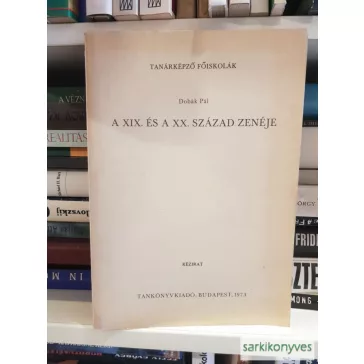 TANÁRKÉPZŐ FŐISKOLÁK
Dobák Pál
A XIX. ÉS A XX. SZÁZAD ZENÉJE
KÉZIRAT
TANKÖNYVKIADÓ, BUDAPEST, 1973
sarkikonyves